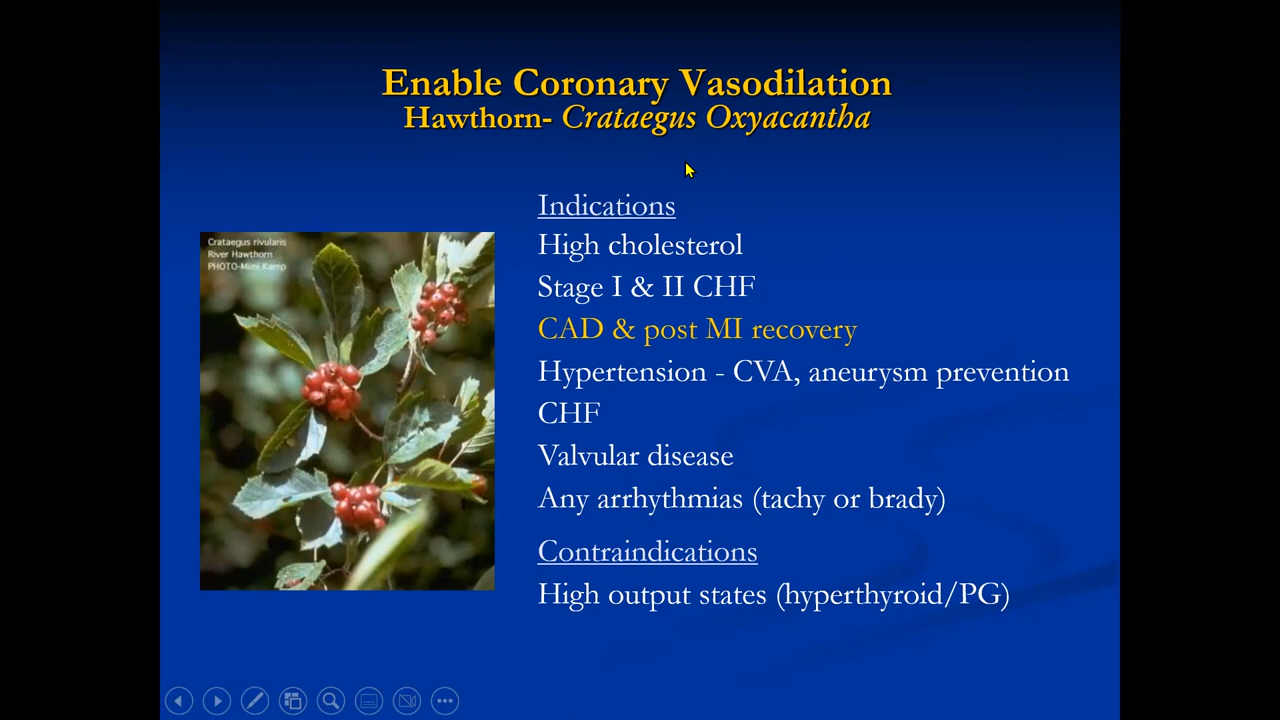 Enable Coronary Vasodilation
Hawthorn- Crataegus Oxyacantha
Crataegus rivularis
River Hawthorn
PHOTO-Mimi Kamp
Indications
High cholesterol
Stage I & II CHF
CAD & post MI recovery
Hypertension - CVA, aneurysm prevention
CHF
Valvular disease
Any arrhythmias (tachy or brady)
Contraindications
High output states (hyperthyroid/PG)